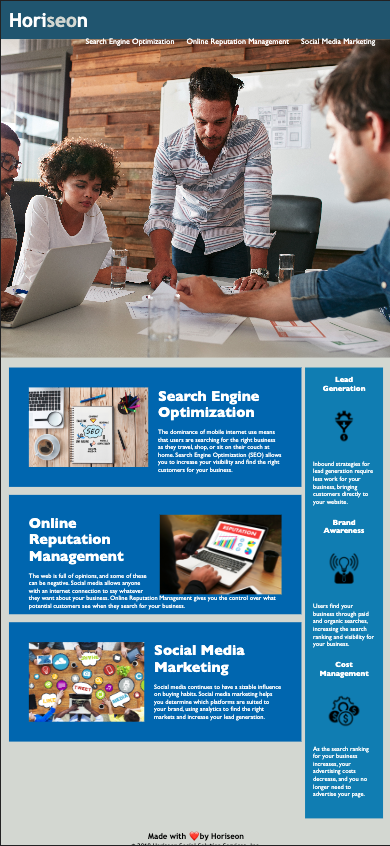 Horiseon
Search Engine Optimization Online Reputation Management Social Media Marketing
Search Engine
Optimization
The dominance of mobile internet use means
that users are searching for the right business
as they travel, shop, or sit on their couch at
home. Search Engine Optimization (SEO) allows
you to increase your visibility and find the right
customers for your business.
SEO
Online
Reputation
Management
The web is full of opinions, and some of these
can be negative. Social media allows anyone
with an internet connection to say whatever
they want about your business. Online Reputation Management gives you the control over what
potential customers see when they search for your business.
REPUTATION
Social Media
Marketing
Social media continues to have a sizable influence
on buying habits. Social media marketing helps
you determine which platforms are suited to
your brand, using analytics to find the right
markets and increase your lead generation.
TWEET
Lead
Generation
Inbound strategies for
lead generation require
less work for your
business, bringing
customers directly to
your website.
Brand
Awareness
Users find your
business through paid
and organic searches,
increasing the search
ranking and visibility for
your business.
Cost
Management
As the search ranking
for your business
increases, your
advertising costs
decrease, and you no
longer need to
advertise your page.
Made with ❤️by Horiseon